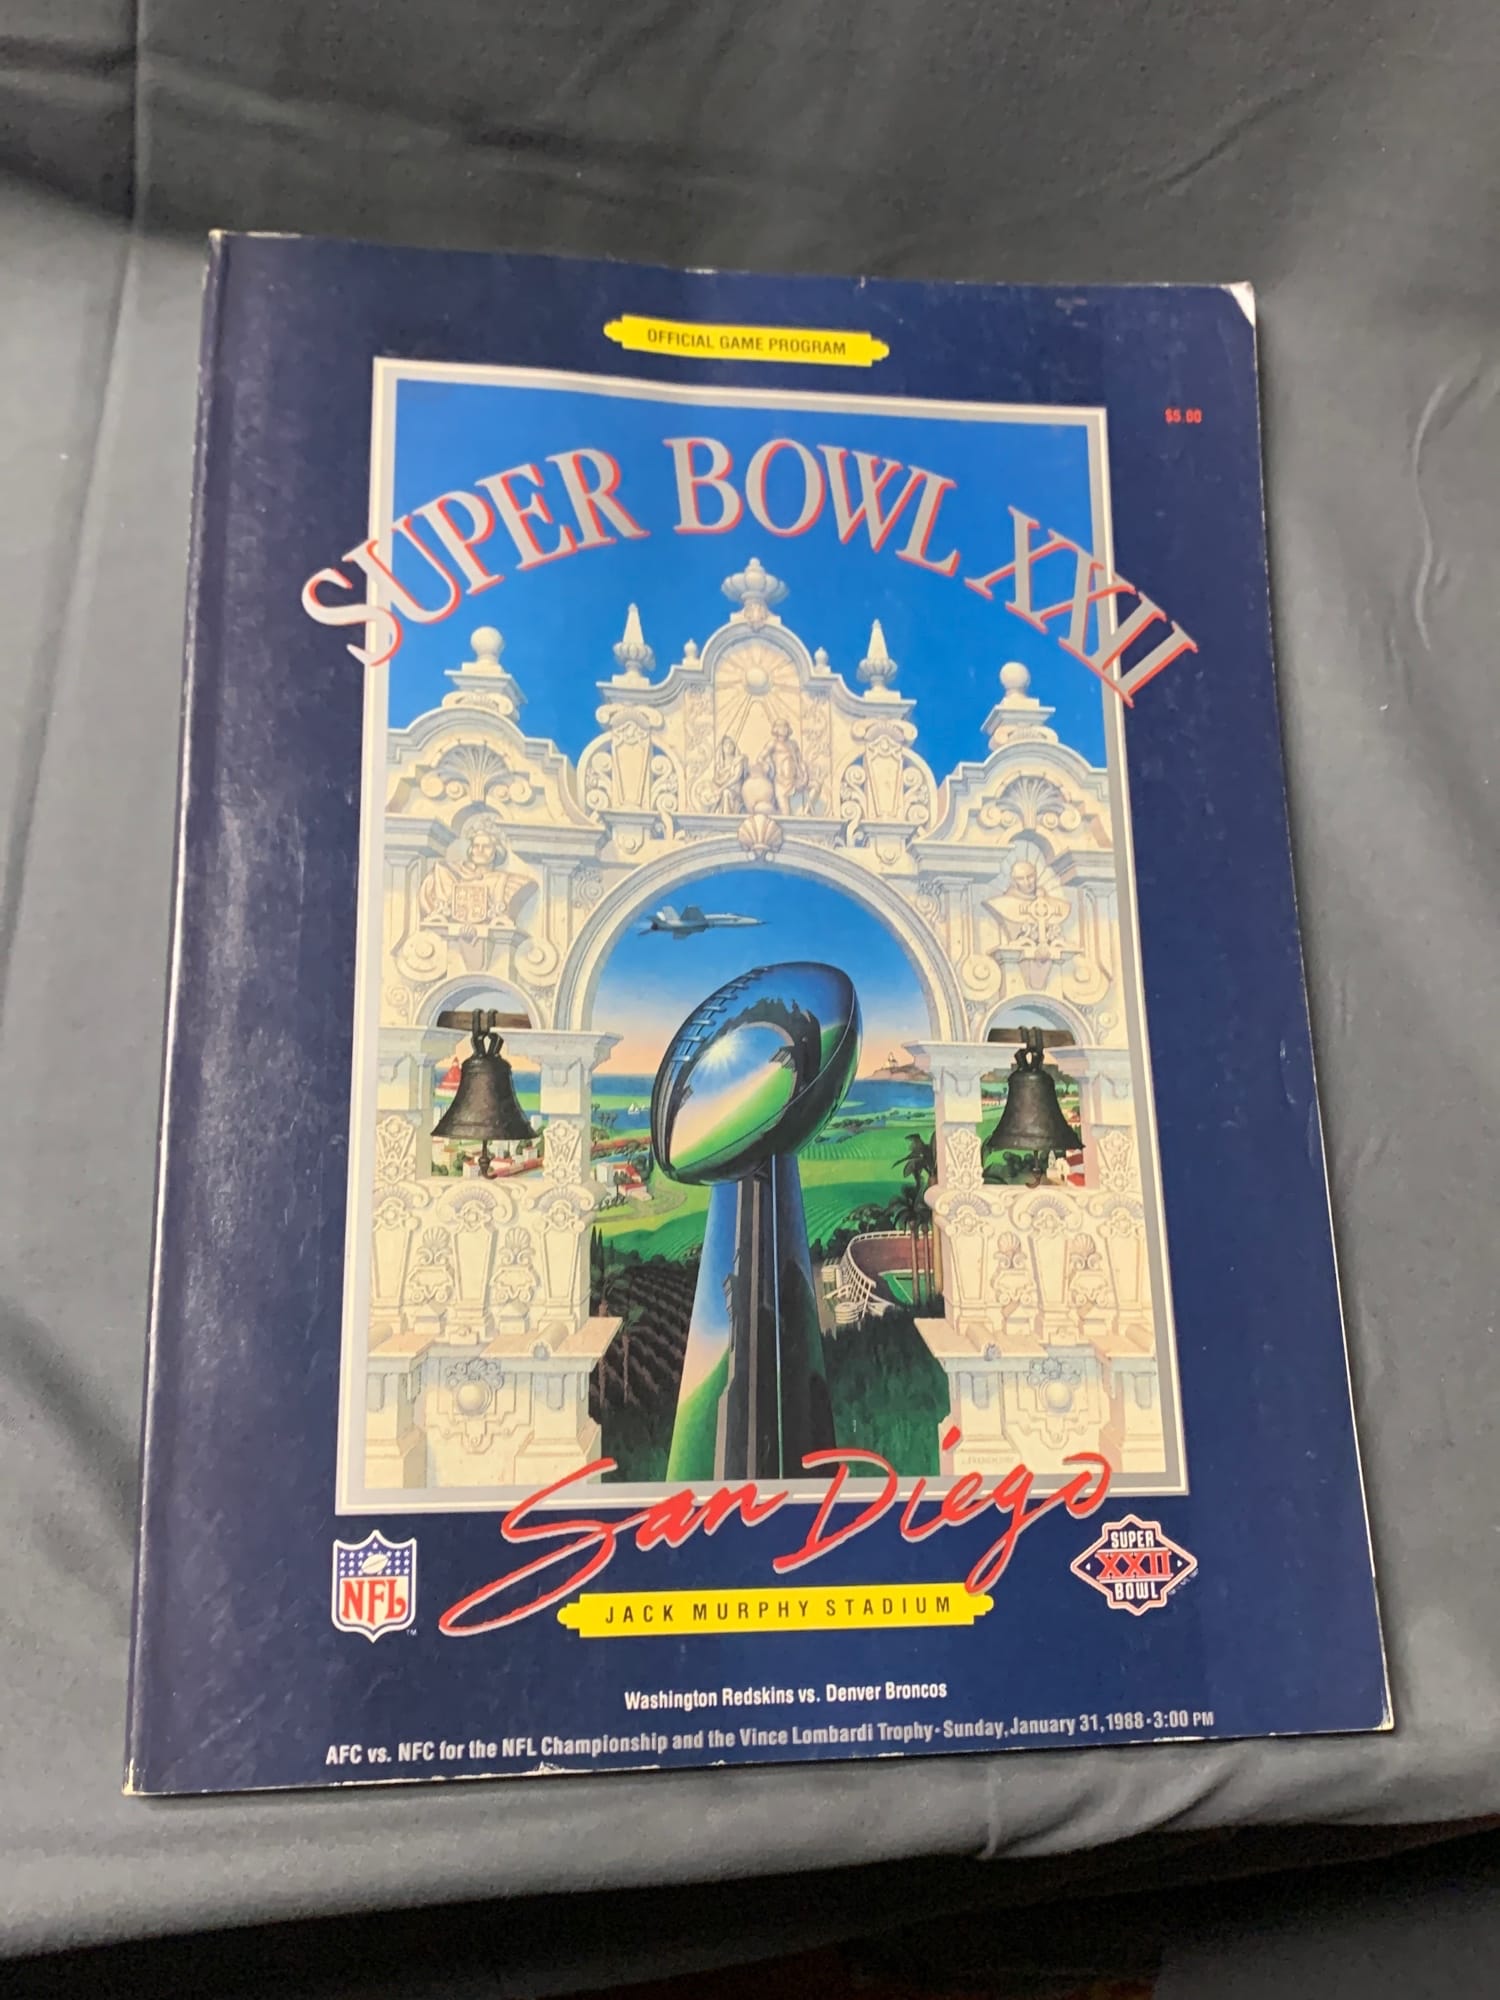 OFFICIAL GAME PROGRAM
$5.00
SUPER BOWL XXII
San Diego
NFL
TM
SUPER
XXII
BOWL
JACK MURPHY STADIUM
Washington Redskins vs. Denver Broncos
AFC vs. NFC for the NFL Championship and the Vince Lombardi Trophy • Sunday, January 31, 1988 • 3:00 PM